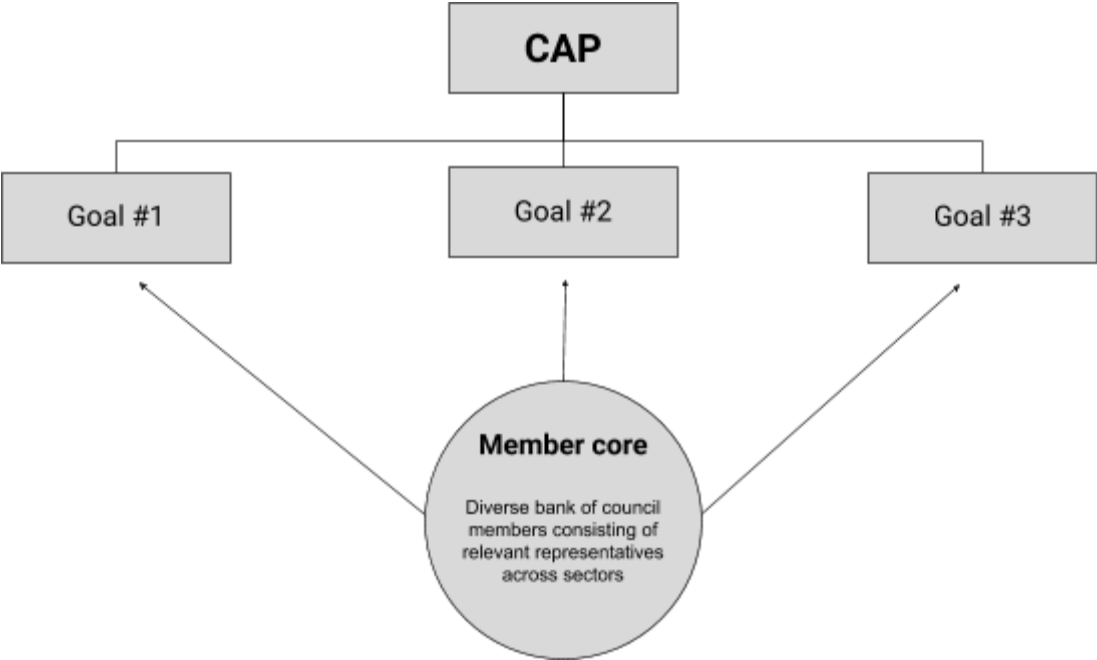 CAP
Goal #1
Goal #2
Goal #3
Member core
Diverse bank of council
members consisting of
relevant representatives
across sectors